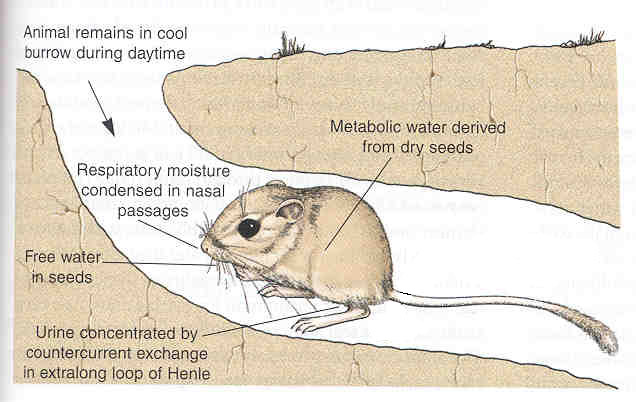 Animal remains in cool
burrow during daytime
Metabolic water derived
from dry seeds
Respiratory moisture
condensed in nasal
passages
Free water
in seeds
Urine concentrated by
countercurrent exchange
in extralong loop of Henle